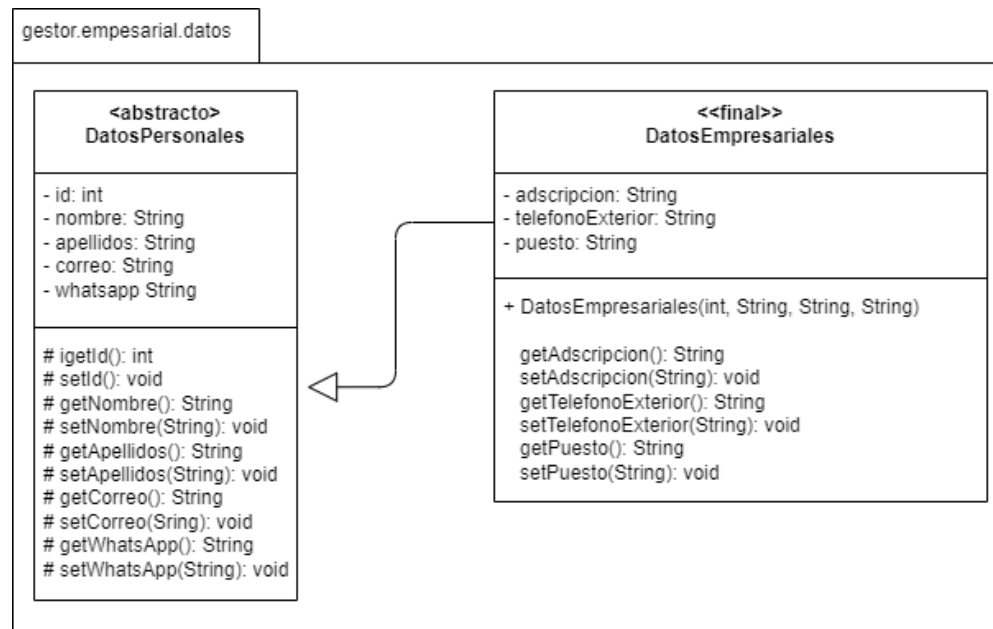 gestor.empesarial.datos
<abstracto>
DatosPersonales
- id: int
- nombre: String
- apellidos: String
- correo: String
- whatsapp String
# igetId(): int
# setId(): void
# getNombre(): String
# setNombre(String): void
# getApellidos(): String
# setApellidos(String): void
# getCorreo(): String
# setCorreo(Sring): void
# getWhatsApp(): String
# setWhatsApp(String): void
<<final>>
DatosEmpresariales
- adscripcion: String
- telefonoExterior: String
- puesto: String
+ DatosEmpresariales(int, String, String, String)
getAdscripcion(): String
setAdscripcion(String): void
getTelefonoExterior(): String
setTelefonoExterior(String): void
getPuesto(): String
setPuesto(String): void